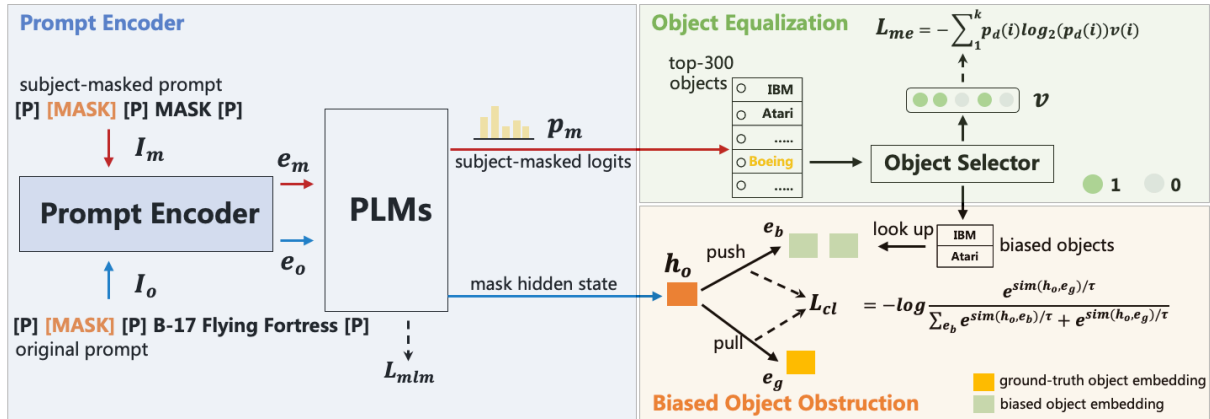 Prompt Encoder
subject-masked prompt
[P] [MASK] [P] MASK [P]
I_m
e_m
Prompt Encoder
e_o
I_o
[P] [MASK] [P] B-17 Flying Fortress [P]
original prompt
PLMs
L_mlm
p_m
subject-masked logits
mask hidden state
Object Equalization
L_me = -∑_1^k p_d(i)log_2(p_d(i))v(i)
top-300
objects
IBM
Atari
.....
Boeing
.....
v
Object Selector
1
0
look up
IBM
Atari
biased objects
e_b
push
h_o
L_cl = -log e^{sim(h_o,e_g)/τ} / ∑_{e_b} e^{sim(h_o,e_b)/τ} + e^{sim(h_o,e_g)/τ}
pull
e_g
ground-truth object embedding
biased object embedding
Biased Object Obstruction